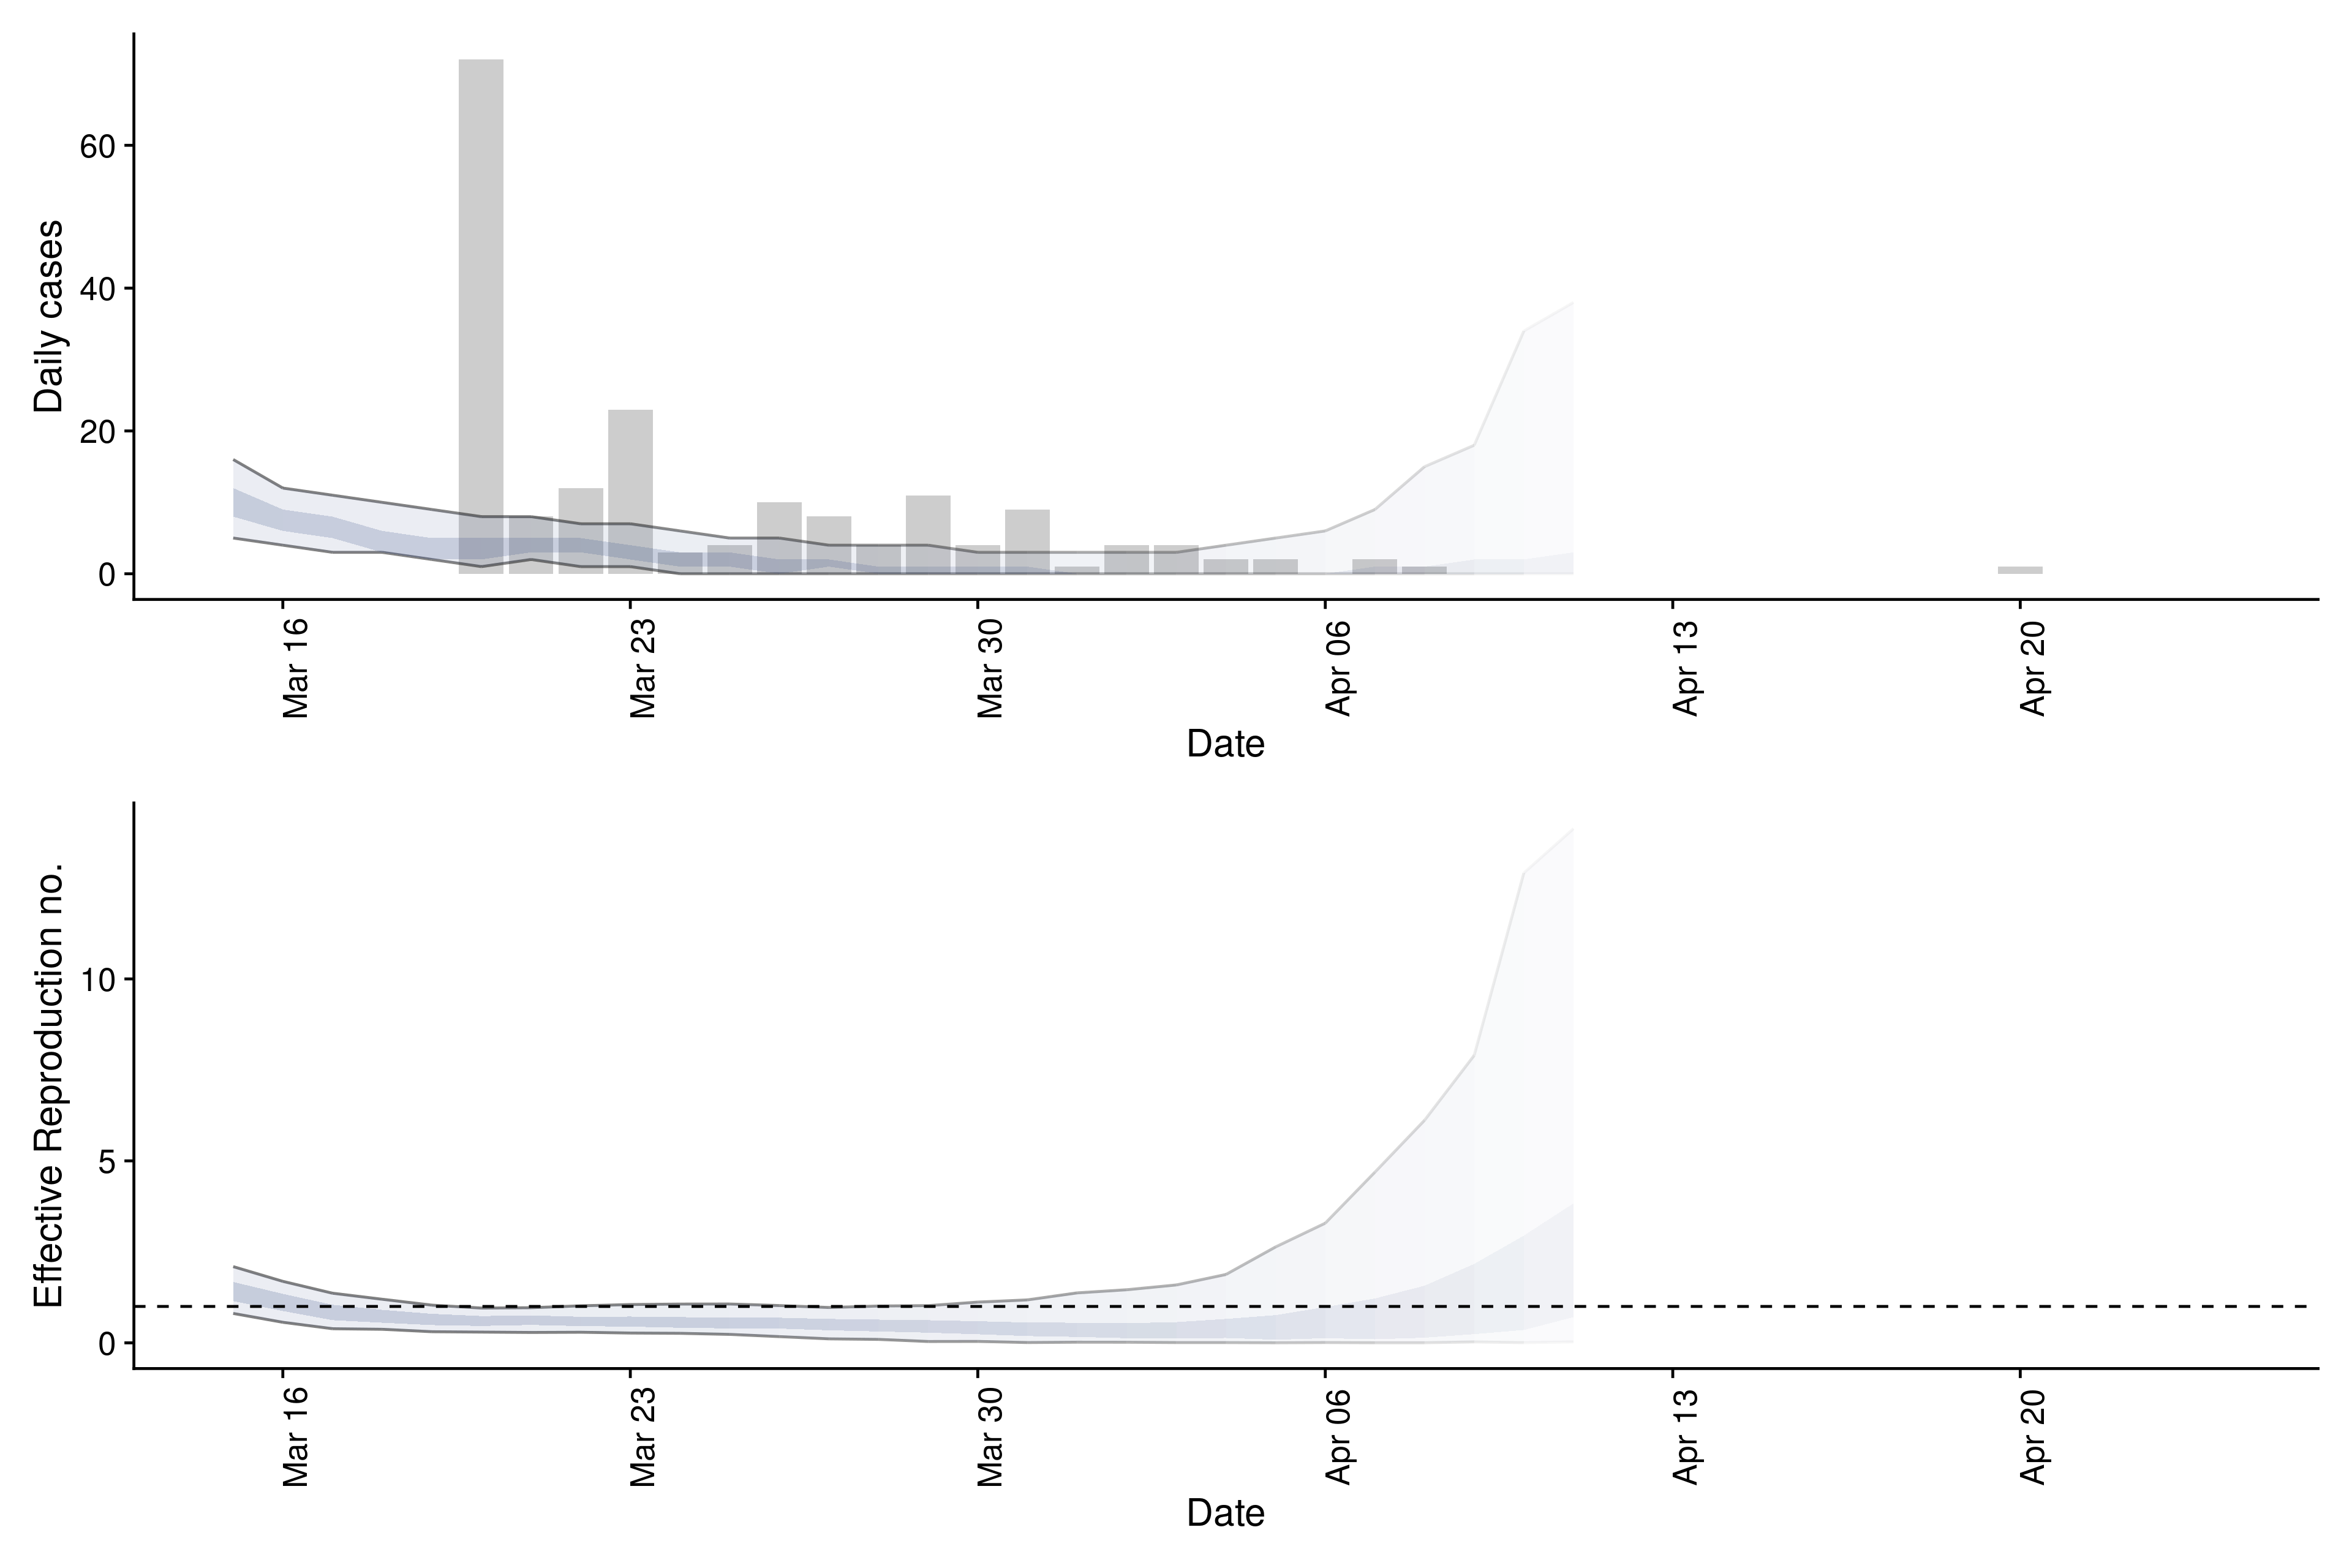 Daily cases
60
40
20
0
Mar 16
Mar 23
Mar 30
Apr 06
Apr 13
Apr 20
Date
Effective Reproduction no.
10
5
0
Mar 16
Mar 23
Mar 30
Apr 06
Apr 13
Apr 20
Date